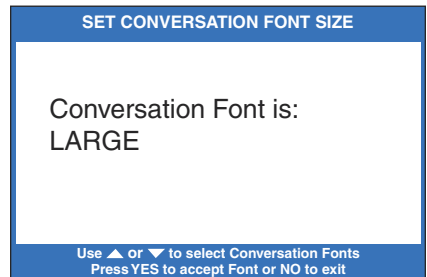 SET CONVERSATION FONT SIZE
Conversation Font is:
LARGE
Use ▲ or ▼ to select Conversation Fonts
Press YES to accept Font or NO to exit